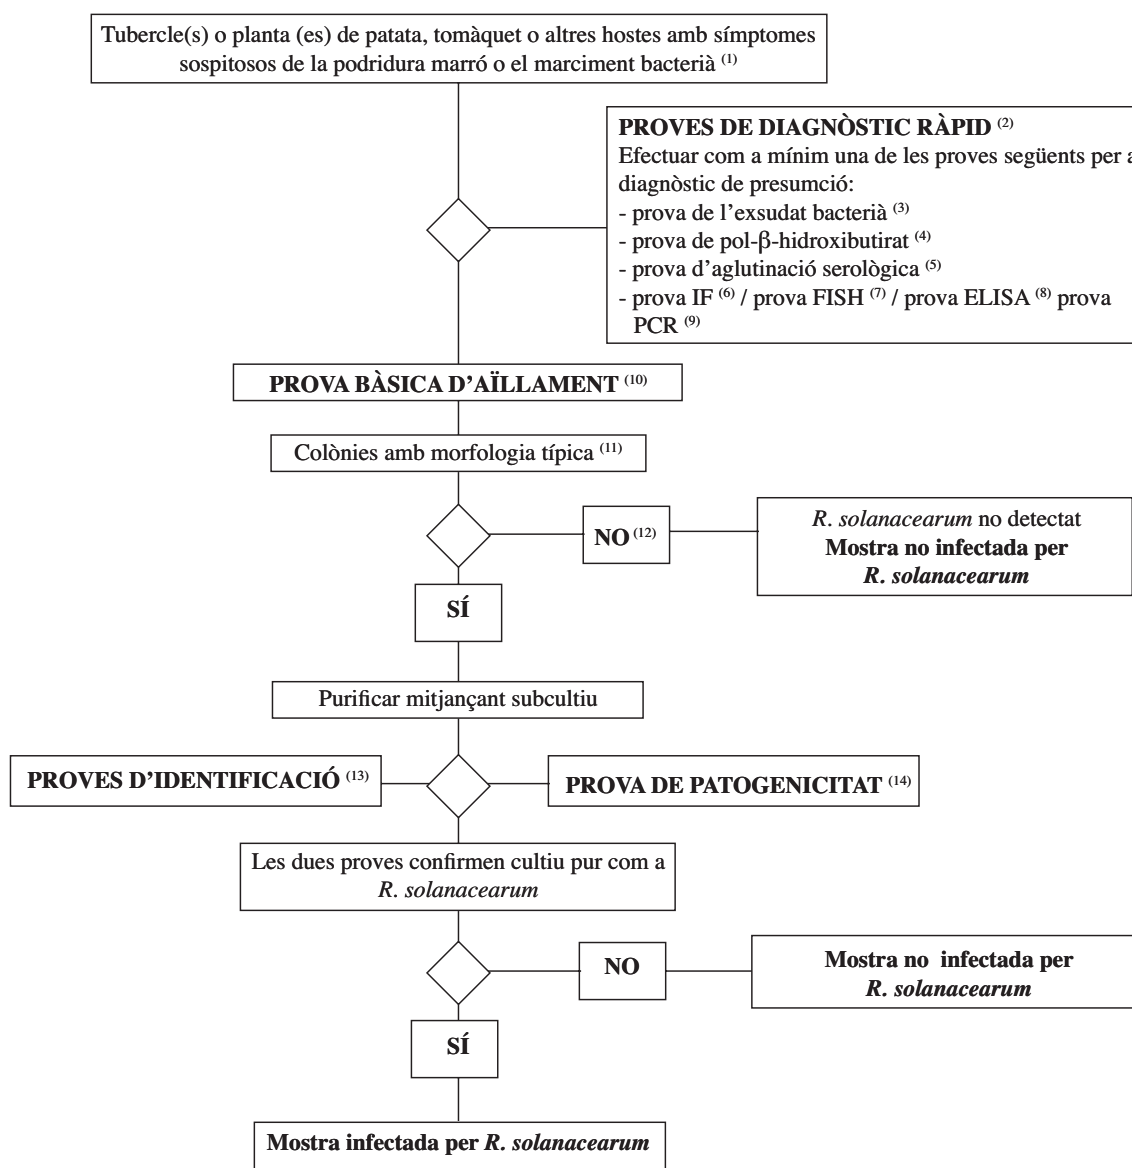 Tubercle(s) o planta (es) de patata, tomàquet o altres hostes amb símptomes
sospitosos de la podridura marró o el marciment bacterià (1)
PROVES DE DIAGNÒSTIC RÀPID (2)
Efectuar com a mínim una de les proves següents per a
diagnòstic de presumció:
- prova de l’exsudat bacterià (3)
- prova de pol-β-hidroxibutirat (4)
- prova d’aglutinació serològica (5)
- prova IF (6) / prova FISH (7) / prova ELISA (8) prova
PCR (9)
PROVA BÀSICA D’AÏLLAMENT (10)
Colònies amb morfologia típica (11)
NO (12)
R. solanacearum no detectat
Mostra no infectada per
R. solanacearum
SÍ
Purificar mitjançant subcultiu
PROVES D’IDENTIFICACIÓ (13)
PROVA DE PATOGENICITAT (14)
Les dues proves confirmen cultiu pur com a
R. solanacearum
NO
Mostra no infectada per
R. solanacearum
SÍ
Mostra infectada per R. solanacearum